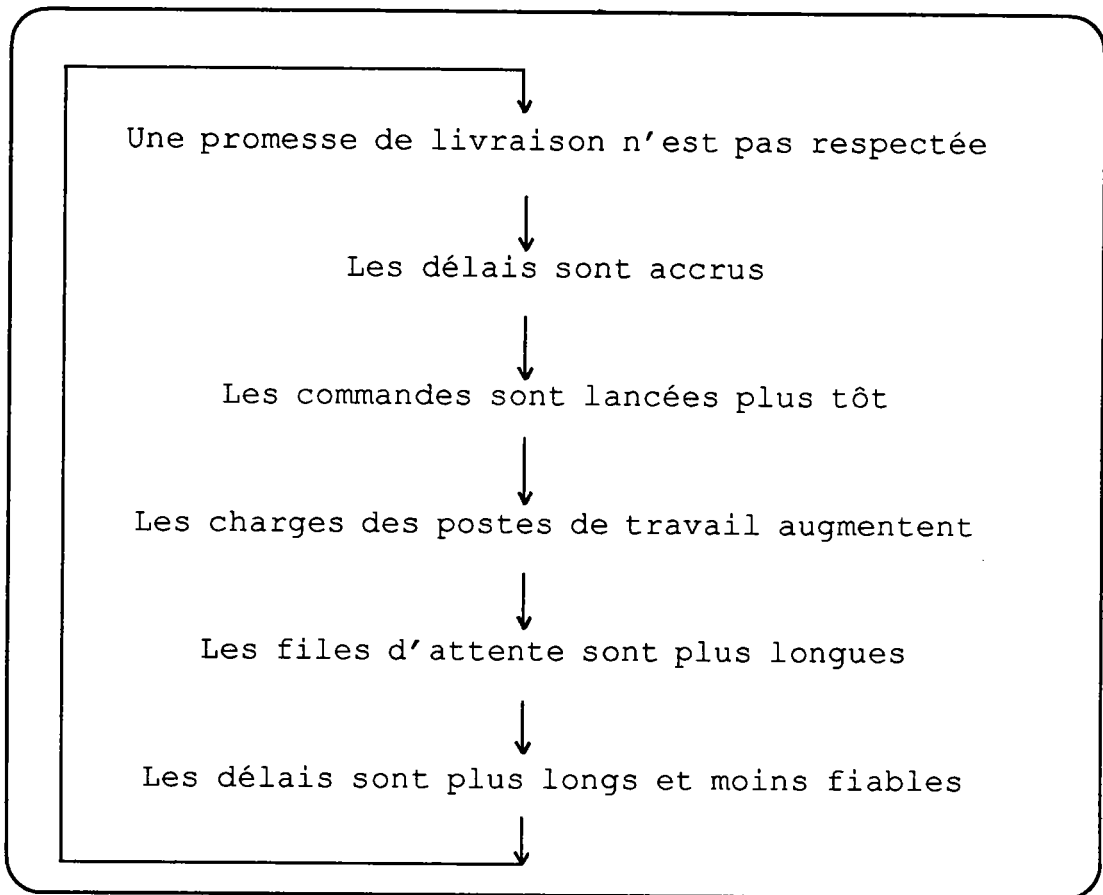 Une promesse de livraison n'est pas respectée
Les délais sont accrus
Les commandes sont lancées plus tôt
Les charges des postes de travail augmentent
Les files d'attente sont plus longues
Les délais sont plus longs et moins fiables